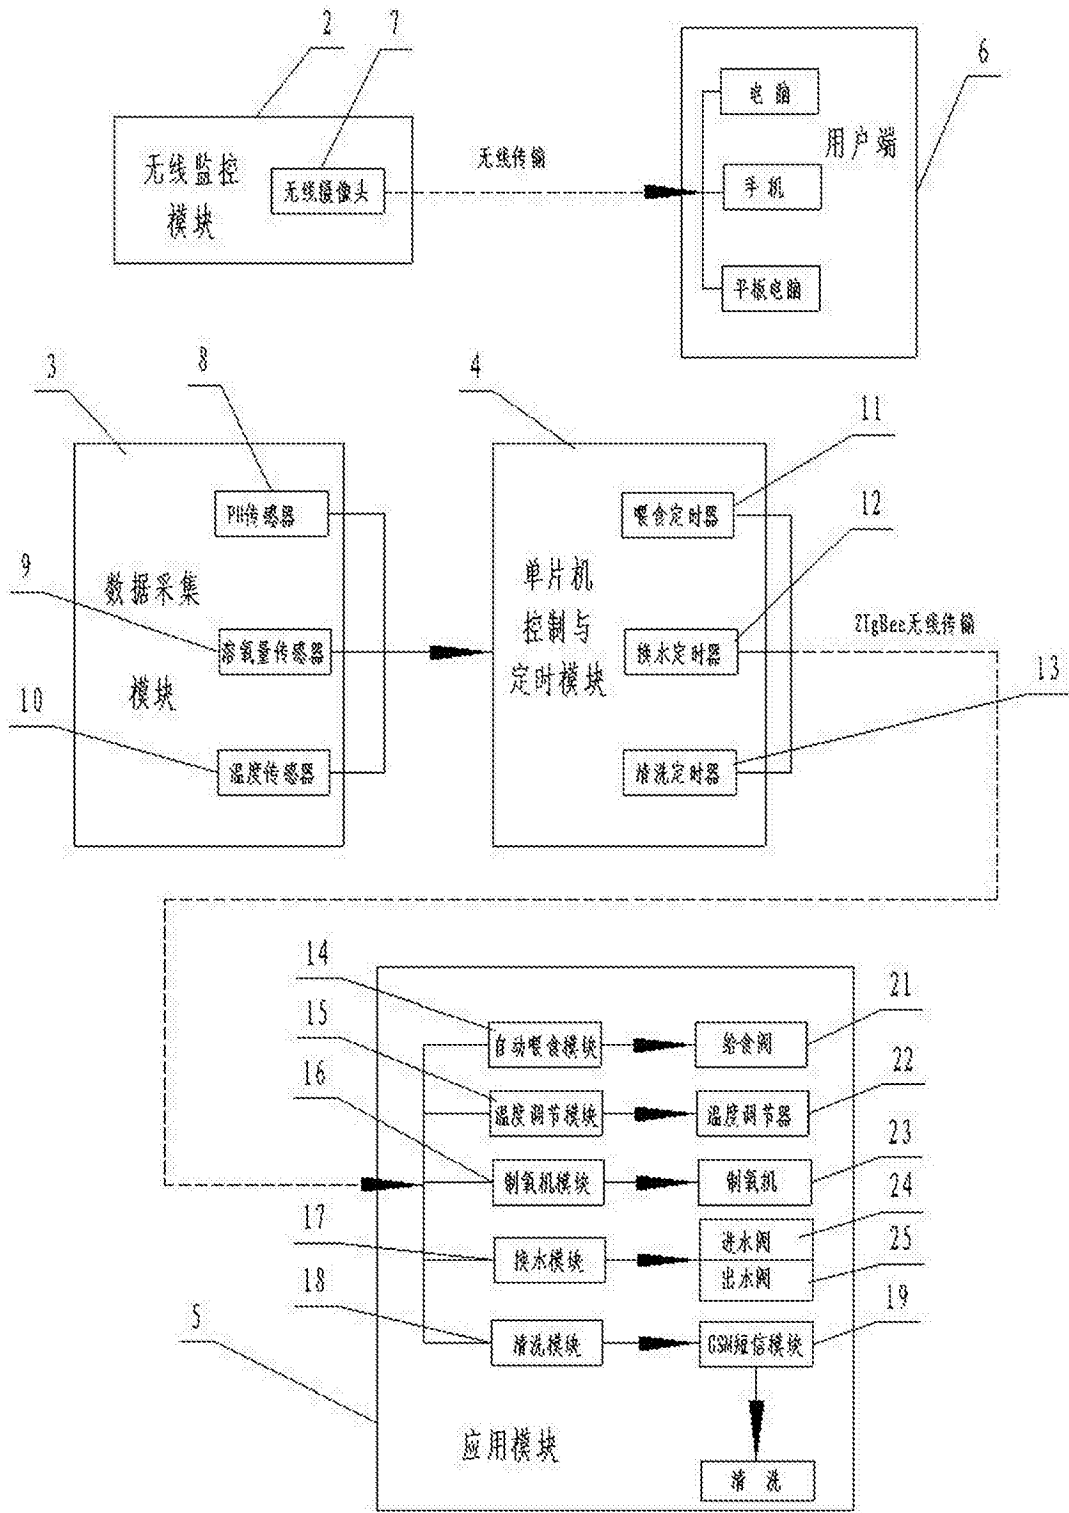 2
7
6
无线监控
模块
无线摄像头
无线传输
电脑
用户端
手机
平板电脑
3
8
4
11
PH传感器
喂食定时器
12
9
数据采集
模块
溶氧量传感器
单片机
控制与
定时模块
换水定时器
ZIgBee无线传输
13
10
温度传感器
清洗定时器
14
21
自动喂食模块
给食阀
15
22
温度调节模块
温度调节器
16
23
制氧机模块
制氧机
24
17
换水模块
进水阀
出水阀
25
18
19
5
清洗模块
GSM短信模块
应用模块
清洗